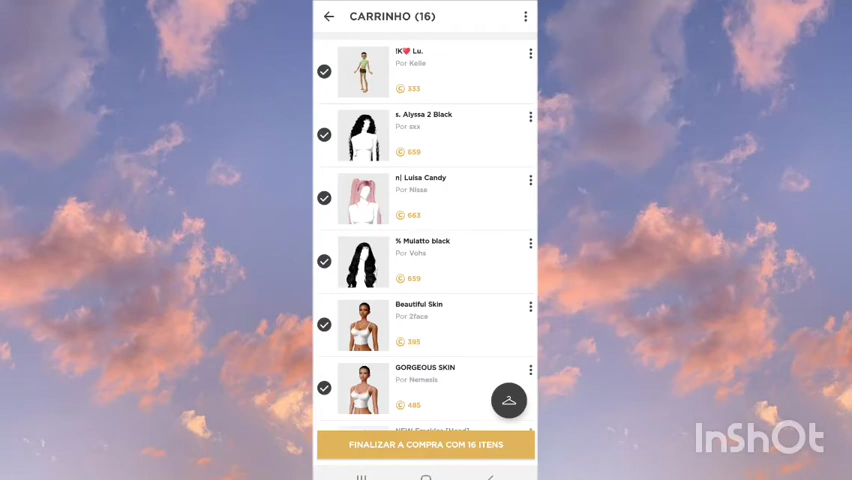 CARRINHO (16)
!K❤️ Lu.
Por Kelie
333
s. Alyssa 2 Black
Por sxx
659
n| Luisa Candy
Por Nissa
663
% Mulatto black
Por Vohs
659
Beautiful Skin
Por 2face
395
GORGEOUS SKIN
Por Nemesis
485
FINALIZAR A COMPRA COM 16 ITENS
InShOt